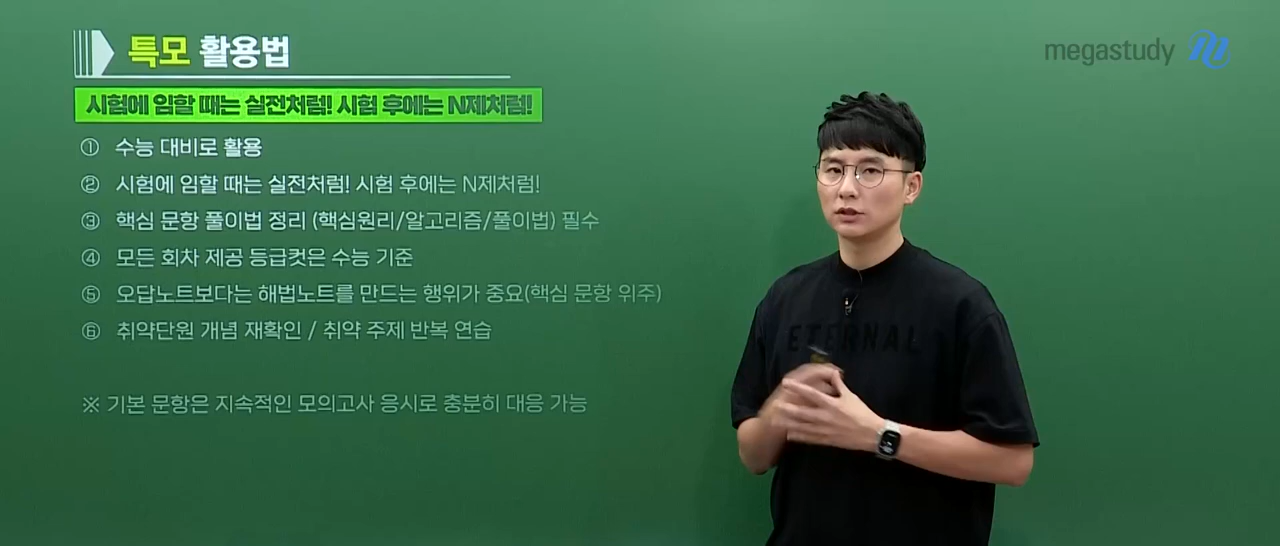 특모 활용법
megastudy
시험에 임할 때는 실전처럼! 시험 후에는 N제처럼!
① 수능 대비로 활용
② 시험에 임할 때는 실전처럼! 시험 후에는 N제처럼!
③ 핵심 문항 풀이법 정리 (핵심원리/알고리즘/풀이법) 필수
④ 모든 회차 제공 등급컷은 수능 기준
⑤ 오답노트보다는 해법노트를 만드는 행위가 중요(핵심 문항 위주)
⑥ 취약단원 개념 재확인 / 취약 주제 반복 연습
※ 기본 문항은 지속적인 모의고사 응시로 충분히 대응 가능
ETERNAL